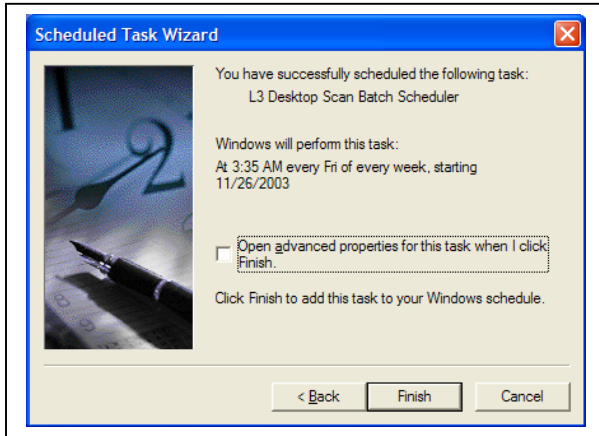 Scheduled Task Wizard
You have successfully scheduled the following task:
L3 Desktop Scan Batch Scheduler
Windows will perform this task:
At 3:35 AM every Fri of every week, starting
11/26/2003
Open advanced properties for this task when I click
Finish.
Click Finish to add this task to your Windows schedule.
< Back
Finish
Cancel